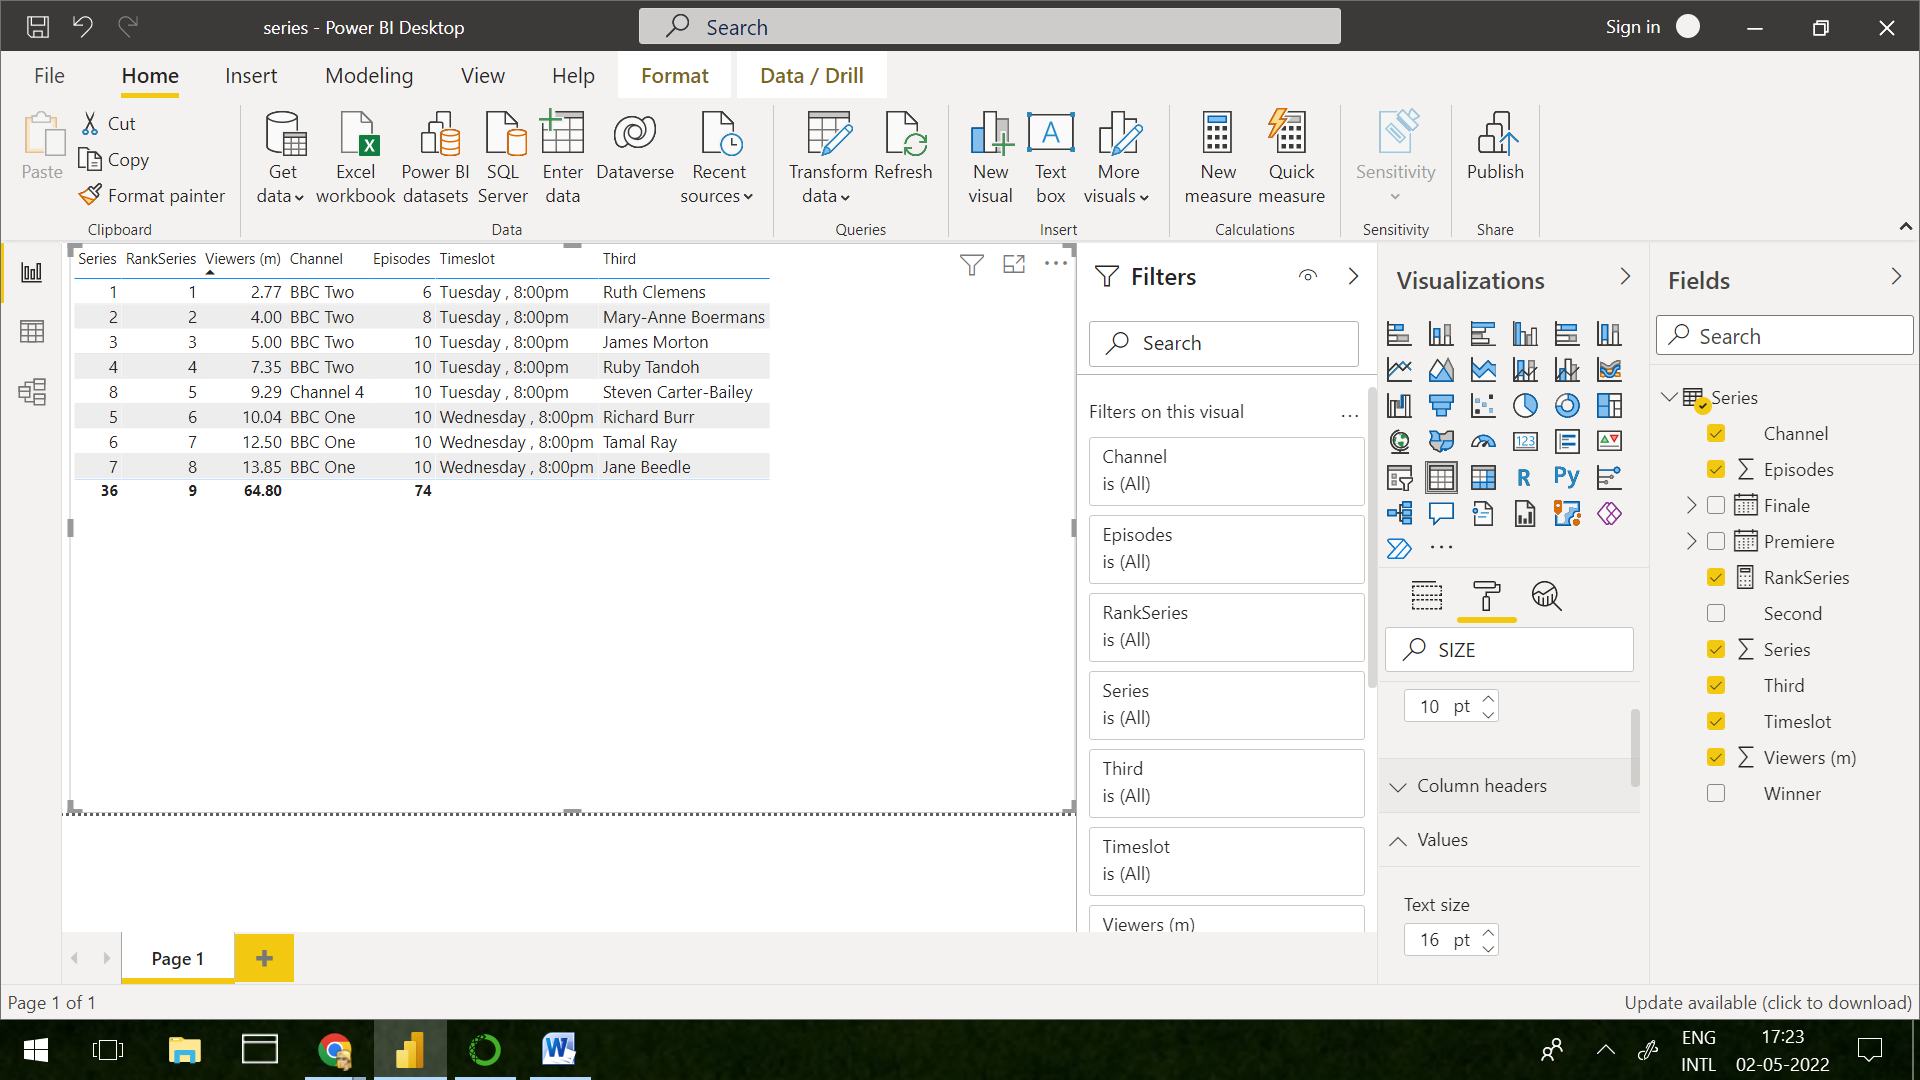 series - Power BI Desktop
Search
Sign in
File Home Insert Modeling View Help Format Data / Drill
Paste
Cut
Copy
Format painter
Clipboard
Get data
Excel workbook
Power BI datasets
SQL Server
Enter data
Dataverse
Recent sources
Data
Transform data
Refresh
Queries
New visual
Text box
More visuals
Insert
New measure
Quick measure
Calculations
Sensitivity
Sensitivity
Publish
Share
Series RankSeries Viewers (m) Channel Episodes Timeslot Third
1 1 2.77 BBC Two 6 Tuesday , 8:00pm Ruth Clemens
2 2 4.00 BBC Two 8 Tuesday , 8:00pm Mary-Anne Boermans
3 3 5.00 BBC Two 10 Tuesday , 8:00pm James Morton
4 4 7.35 BBC Two 10 Tuesday , 8:00pm Ruby Tandoh
8 5 9.29 Channel 4 10 Tuesday , 8:00pm Steven Carter-Bailey
5 6 10.04 BBC One 10 Wednesday , 8:00pm Richard Burr
6 7 12.50 BBC One 10 Wednesday , 8:00pm Tamal Ray
7 8 13.85 BBC One 10 Wednesday , 8:00pm Jane Beedle
36 9 64.80 74
Filters
Search
Filters on this visual
Channel
is (All)
Episodes
is (All)
RankSeries
is (All)
Series
is (All)
Third
is (All)
Timeslot
is (All)
Viewers (m)
Visualizations
123
R
Py
SIZE
10 pt
Column headers
Values
Text size
16 pt
Fields
Search
Series
Channel
Episodes
Finale
Premiere
RankSeries
Second
Series
Third
Timeslot
Viewers (m)
Winner
Page 1
Page 1 of 1
Update available (click to download)
ENG
INTL
17:23
02-05-2022